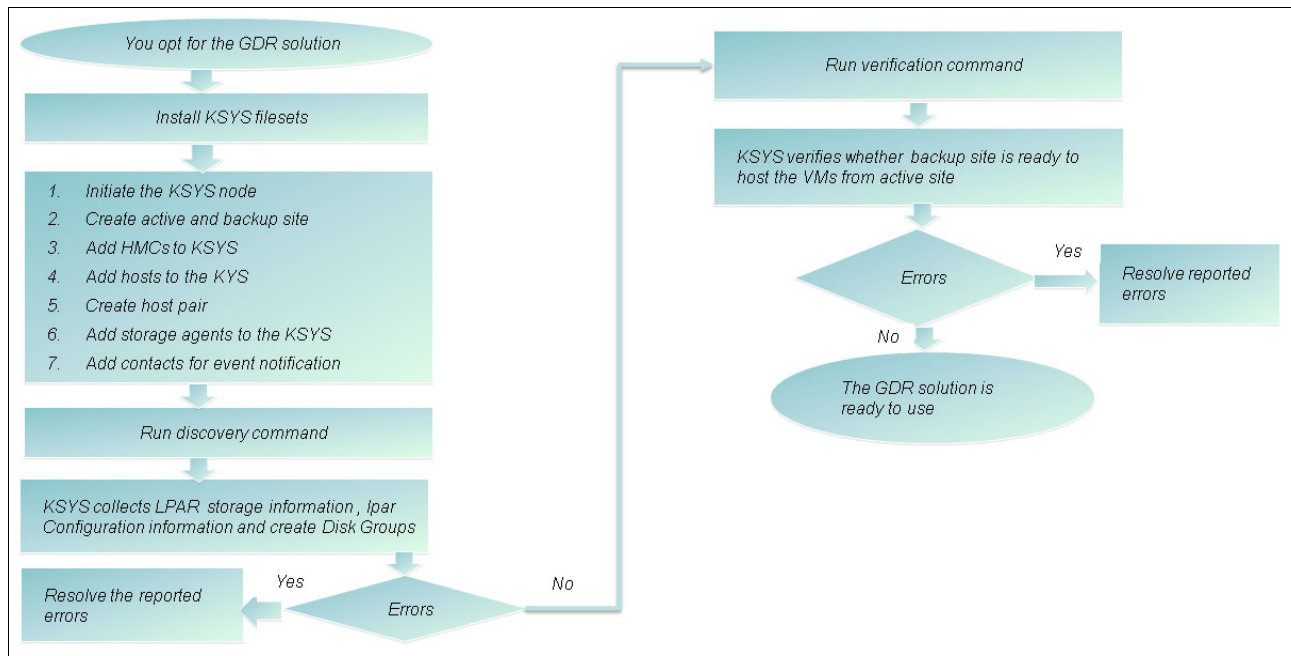 You opt for the GDR solution
Install KSYS filesets
1. Initiate the KSYS node
2. Create active and backup site
3. Add HMCs to KSYS
4. Add hosts to the KYS
5. Create host pair
6. Add storage agents to the KSYS
7. Add contacts for event notification
Run discovery command
KSYS collects LPAR storage information , lpar
Configuration information and create Disk Groups
Errors
Yes
Resolve the reported
errors
No
Run verification command
KSYS verifies whether backup site is ready to
host the VMs from active site
Errors
Yes
Resolve reported
errors
No
The GDR solution is
ready to use